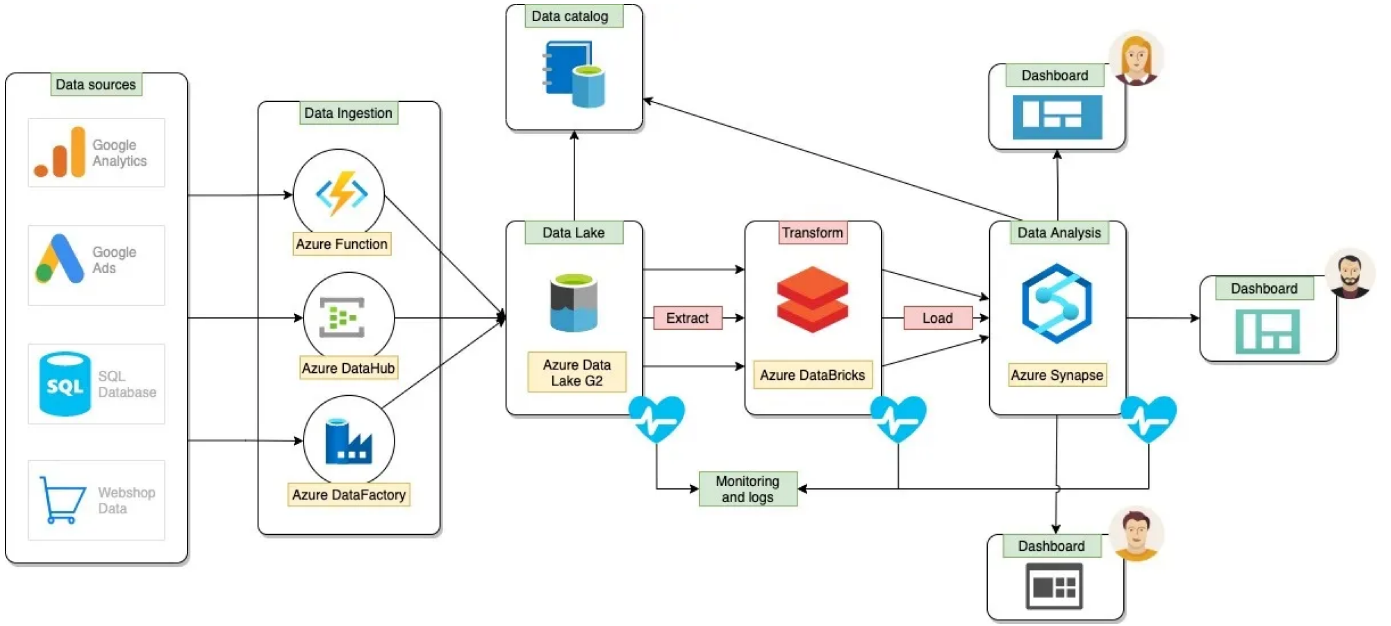 Data sources
Google
Analytics
Google
Ads
SQL
SQL
Database
Webshop
Data
Data Ingestion
Azure Function
Azure DataHub
Azure DataFactory
Data catalog
Data Lake
Azure Data
Lake G2
Extract
Transform
Azure DataBricks
Load
Data Analysis
Azure Synapse
Monitoring
and logs
Dashboard
Dashboard
Dashboard